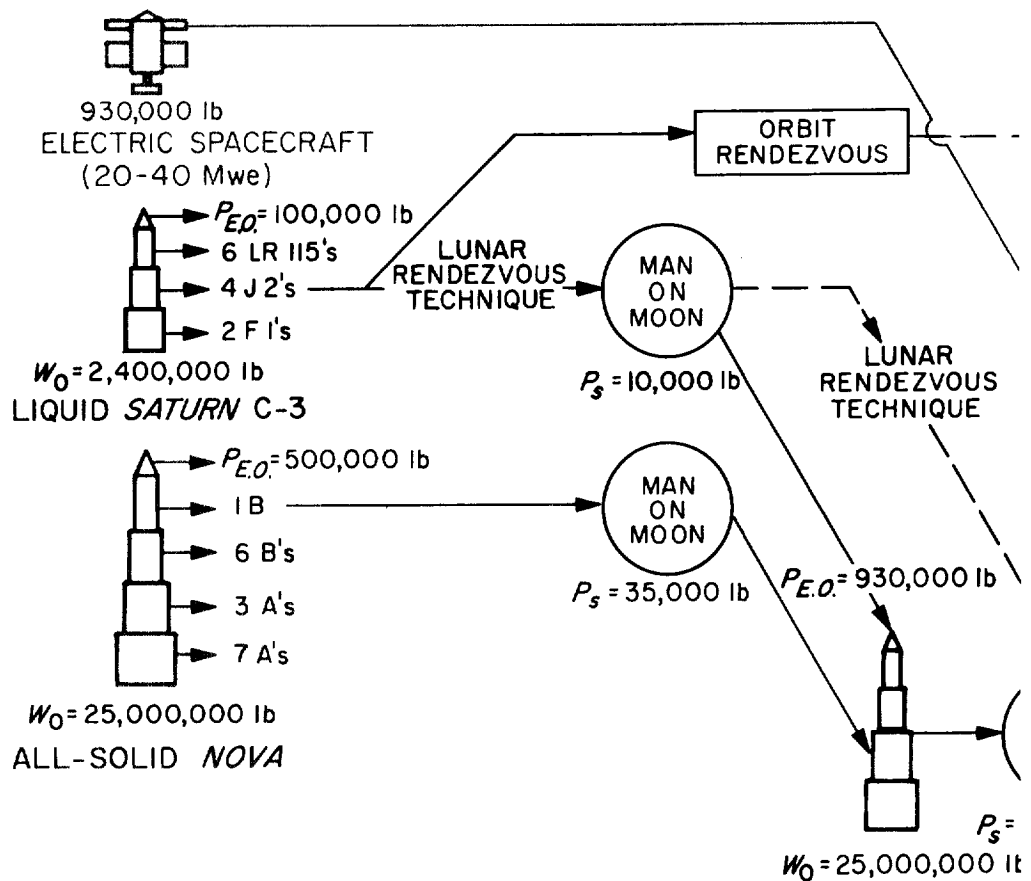 930,000 lb
ELECTRIC SPACECRAFT
(20-40 Mwe)
ORBIT
RENDEZVOUS
P_E.O. = 100,000 lb
6 LR 115's
4 J 2's
2 F 1's
W_O = 2,400,000 lb
LIQUID SATURN C-3
LUNAR
RENDEZVOUS
TECHNIQUE
MAN
ON
MOON
P_s = 10,000 lb
LUNAR
RENDEZVOUS
TECHNIQUE
P_E.O. = 500,000 lb
1 B
6 B's
3 A's
7 A's
W_O = 25,000,000 lb
ALL-SOLID NOVA
MAN
ON
MOON
P_s = 35,000 lb
P_E.O. = 930,000 lb
P_s =
W_O = 25,000,000 lb